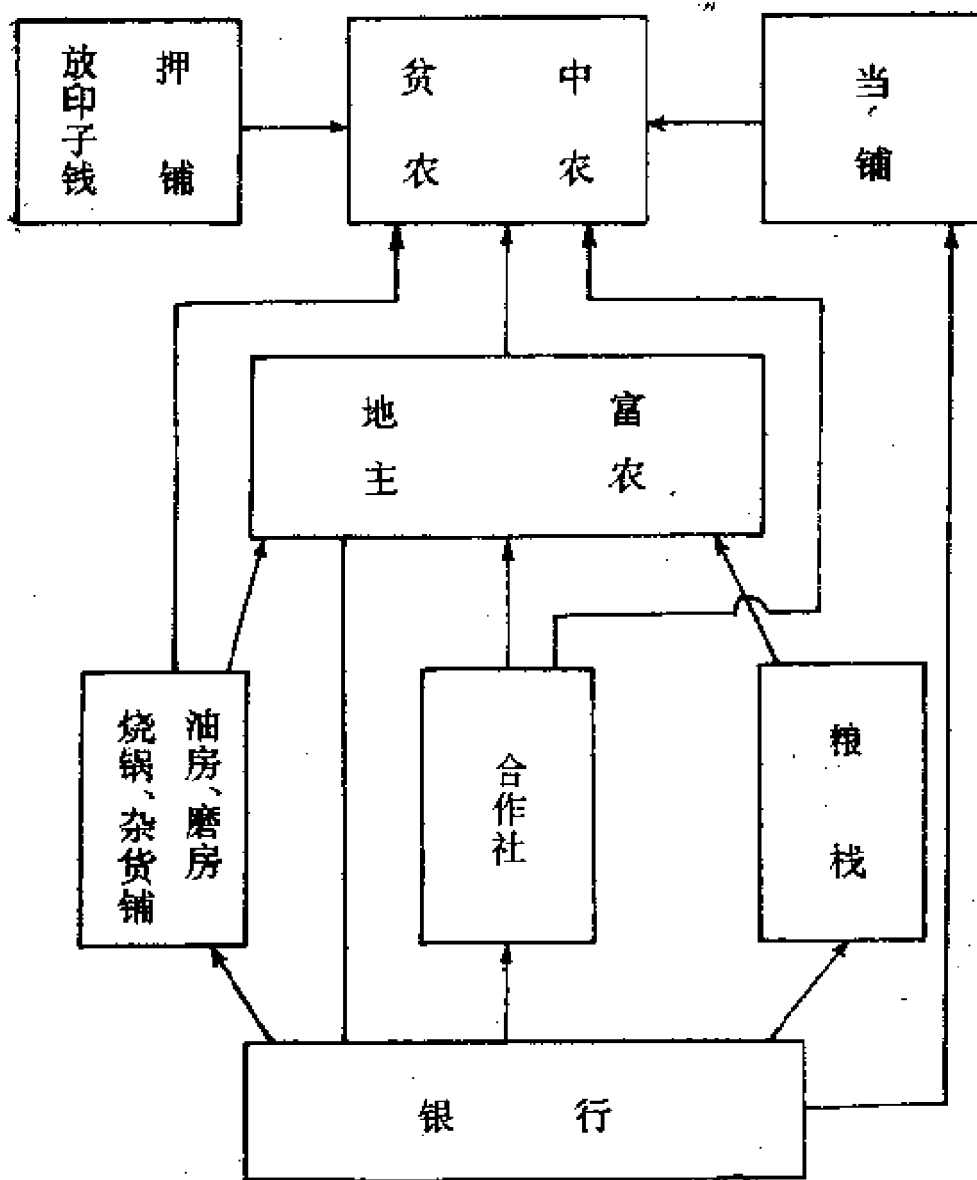 放印子钱
押铺
贫农
中农
当铺
地主
富农
烧锅、杂货铺
油房、磨房
合作社
粮栈
银行